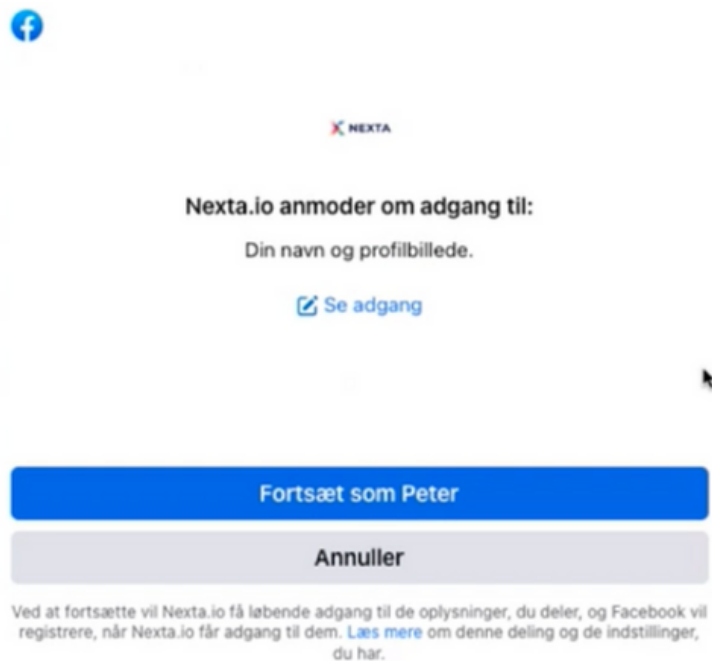 NEXTA
Nexta.io anmoder om adgang til:
Din navn og profilbillede.
Se adgang
Fortsæt som Peter
Annuller
Ved at fortsætte vil Nexta.io få løbende adgang til de oplysninger, du deler, og Facebook vil
registrere, når Nexta.io får adgang til dem. Læs mere om denne deling og de indstillinger,
du har.